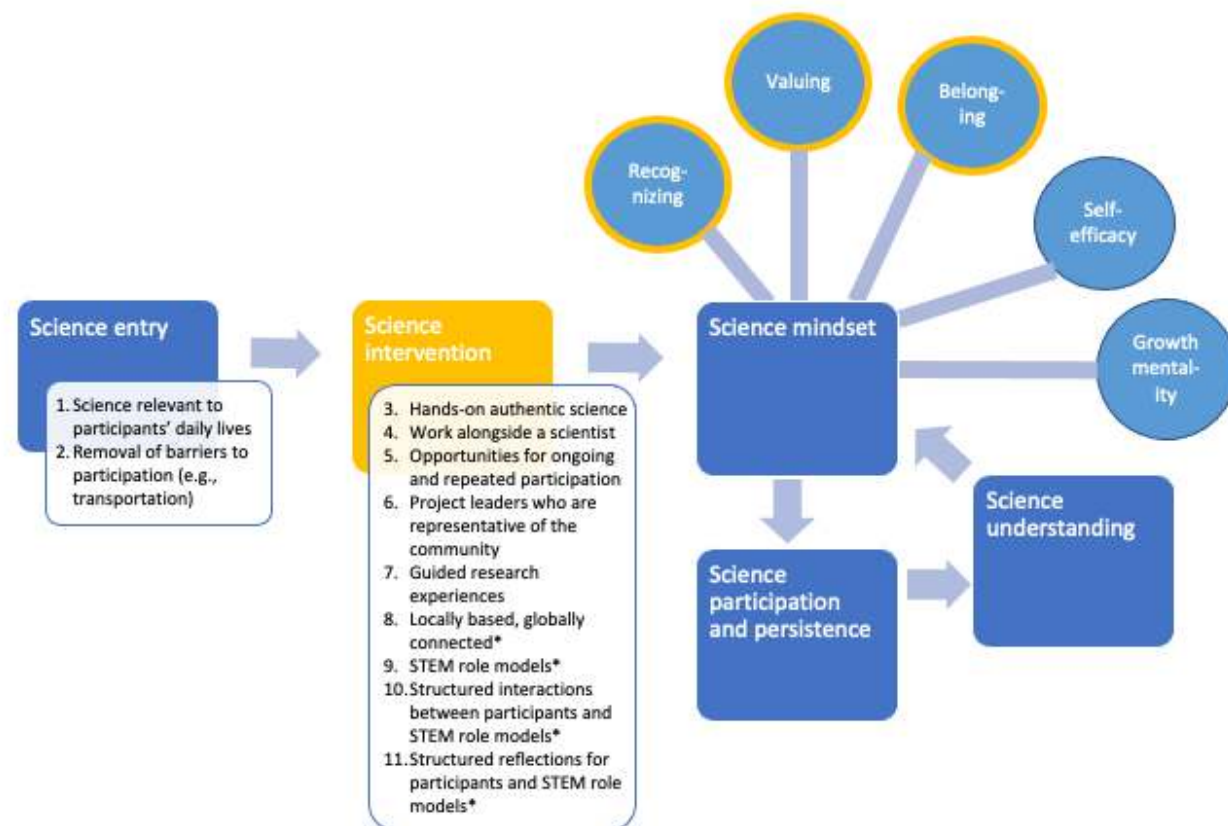 Valuing
Belong-
ing
Recog-
nizing
Self-
efficacy
Growth
mental-
ity
Science entry
1. Science relevant to
participants' daily lives
2. Removal of barriers to
participation (e.g.,
transportation)
Science
intervention
3. Hands-on authentic science
4. Work alongside a scientist
5. Opportunities for ongoing
and repeated participation
6. Project leaders who are
representative of the
community
7. Guided research
experiences
8. Locally based, globally
connected*
9. STEM role models*
10. Structured interactions
between participants and
STEM role models*
11. Structured reflections for
participants and STEM role
models*
Science mindset
Science
participation
and persistence
Science
understanding